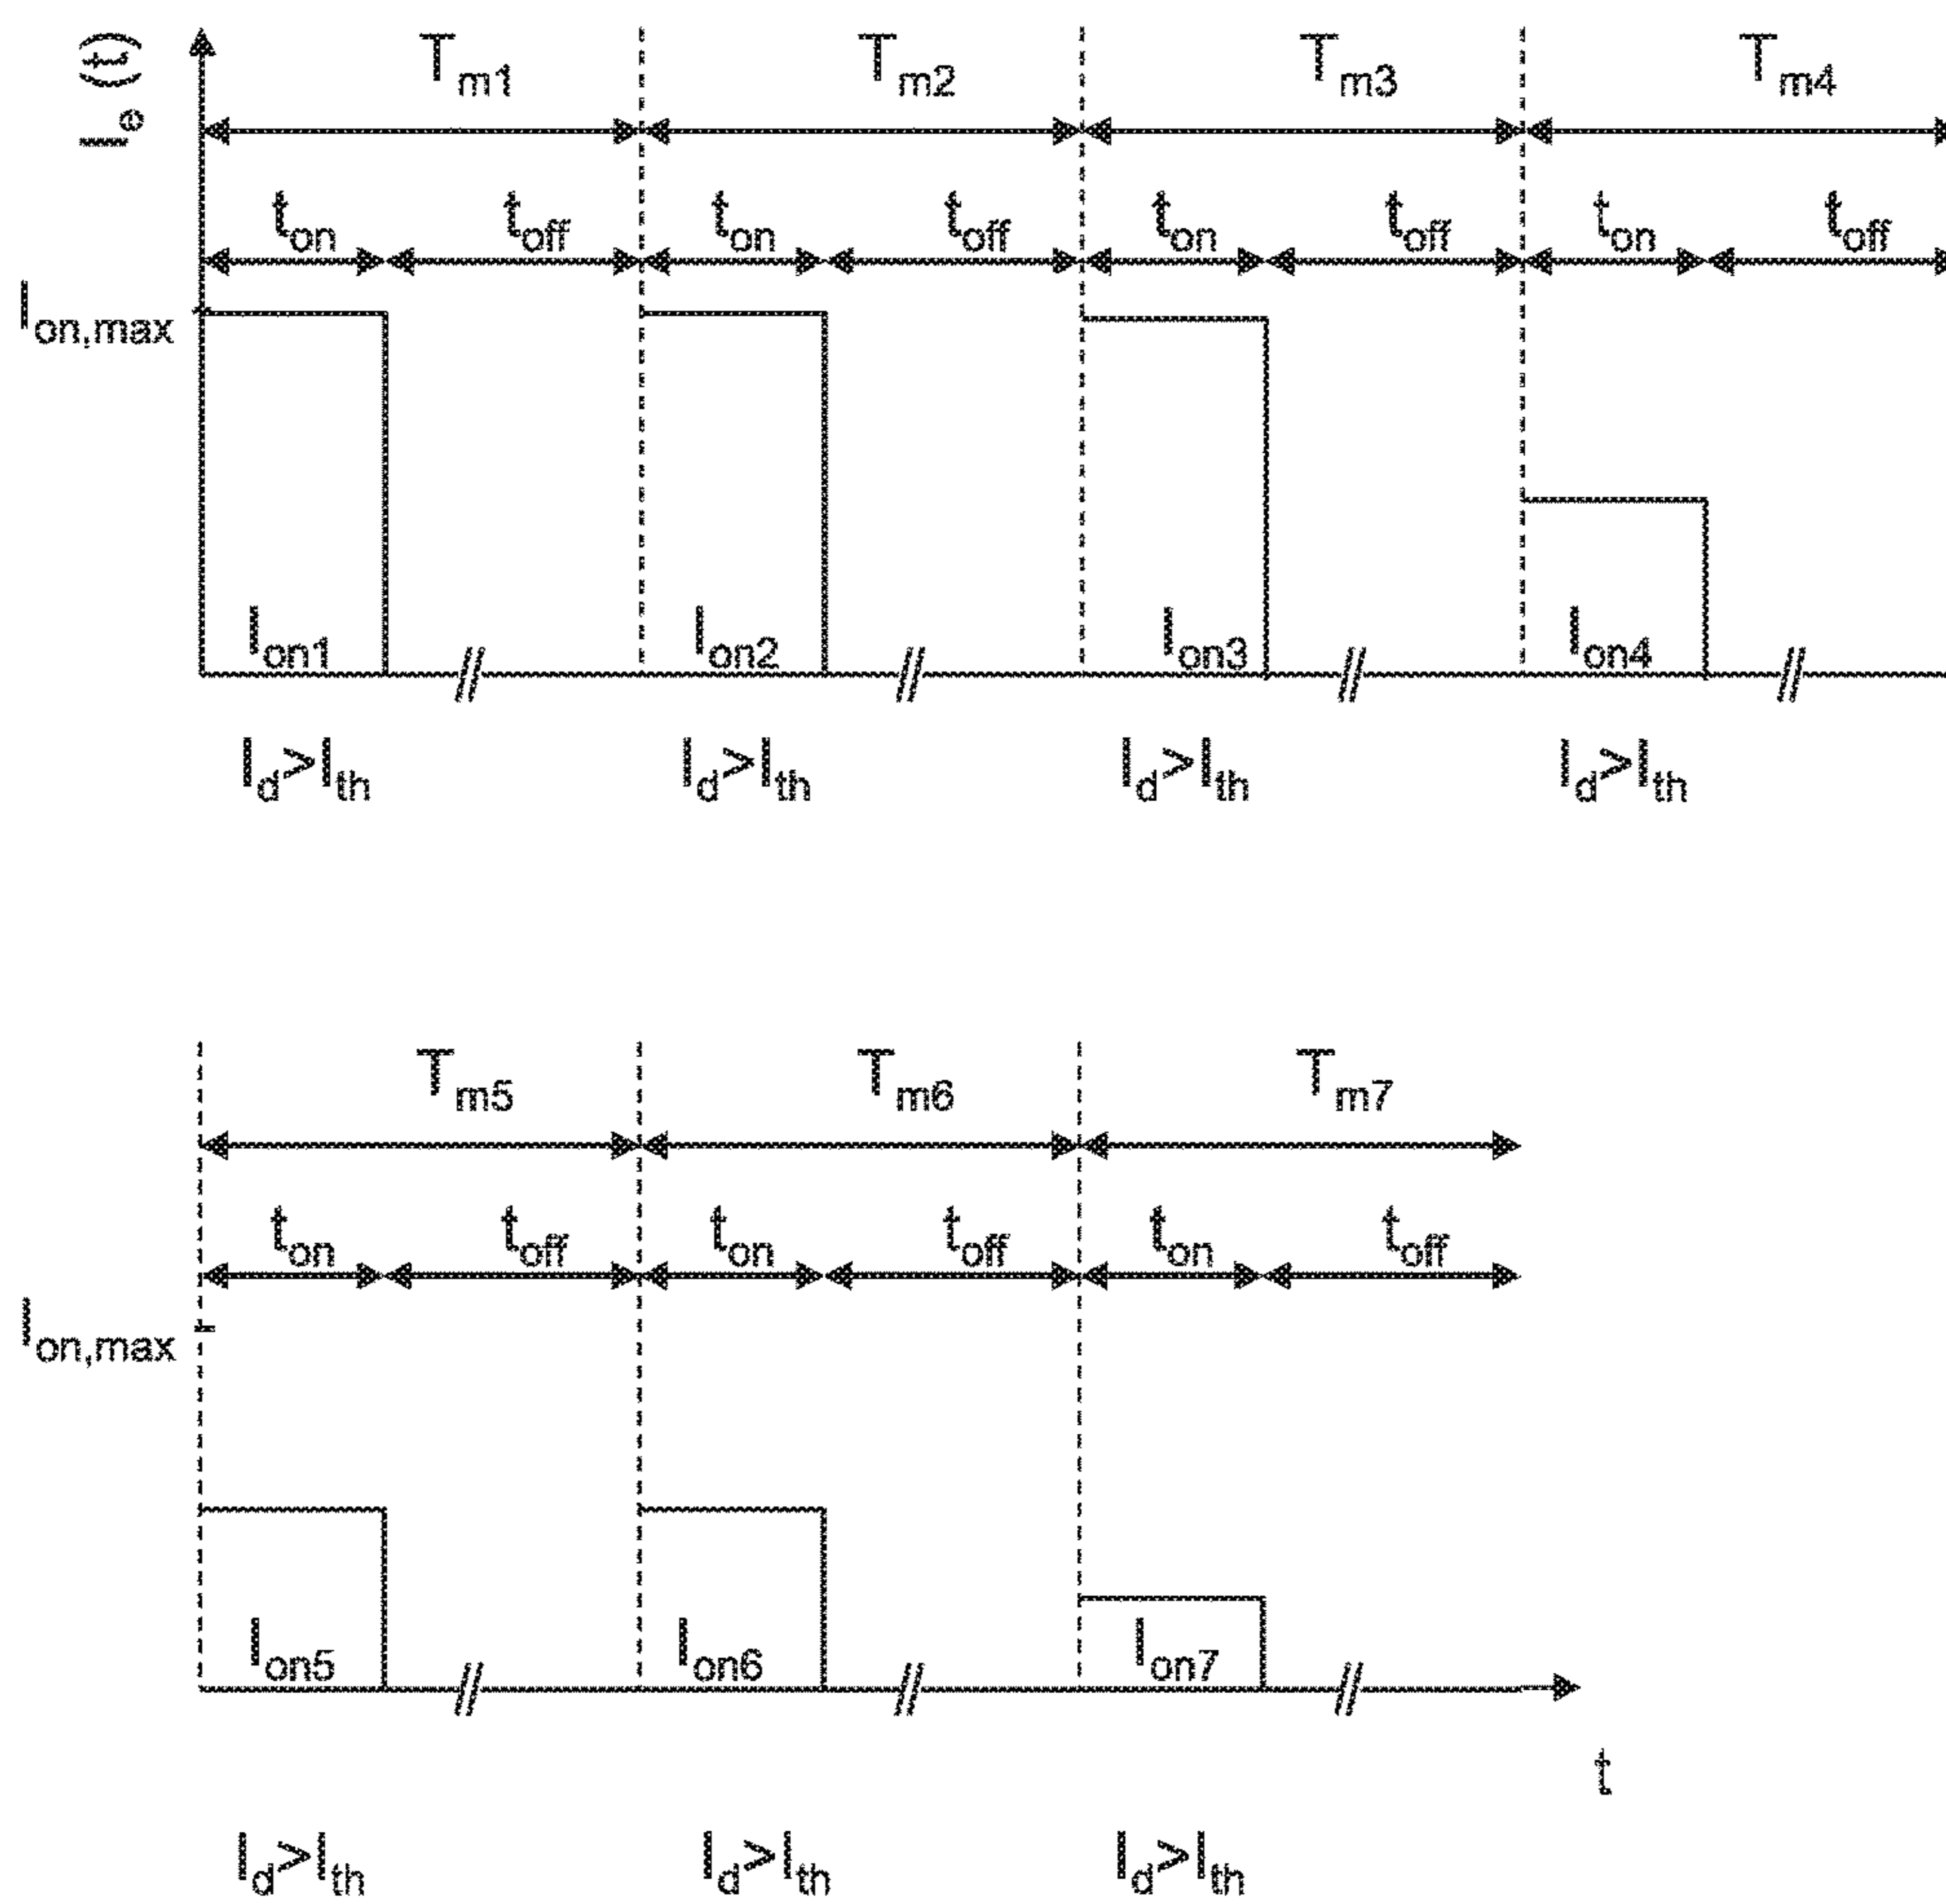 Ie (t)
Tm1 Tm2 Tm3 Tm4
ton toff ton toff ton toff ton toff
Ion,max
Ion1 Ion2 Ion3 Ion4
// // // //
Id>Ith Id>Ith Id>Ith Id>Ith
Tm5 Tm6 Tm7
ton toff ton toff ton toff
Ion,max
Ion5 Ion6 Ion7
// // //
t
Id>Ith Id>Ith Id>Ith